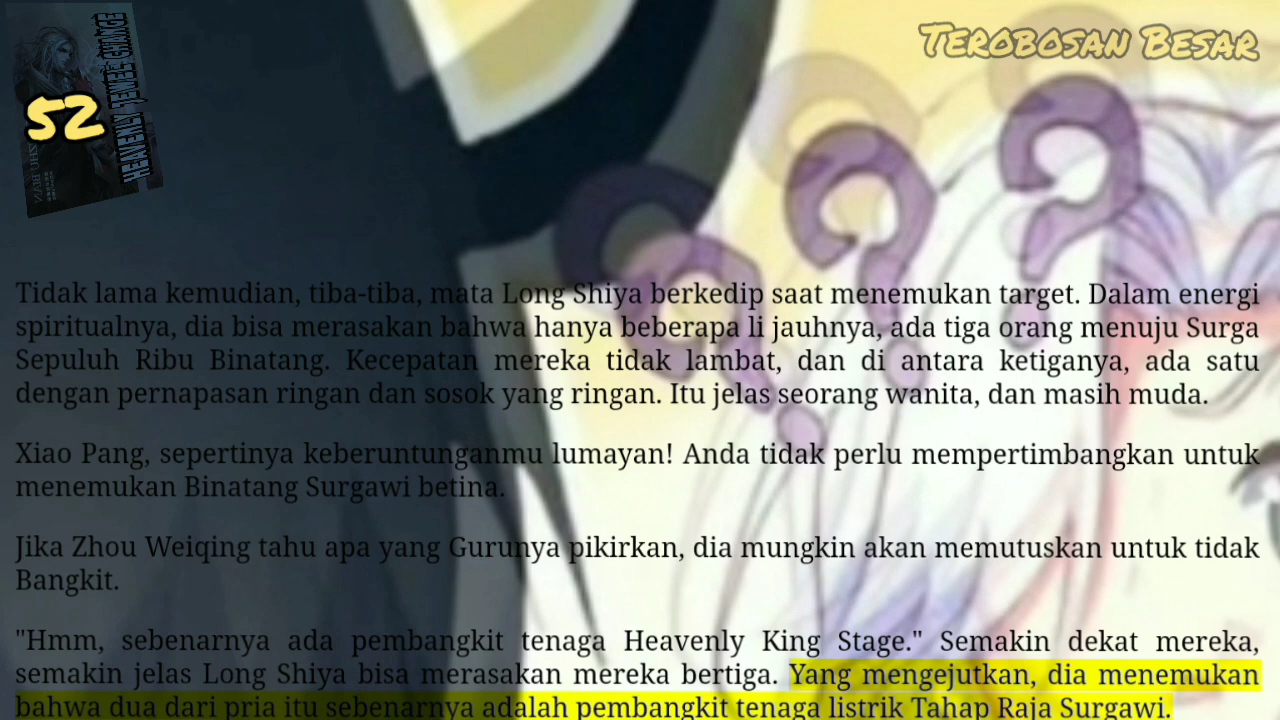 Terobosan Besar
52
HEAVENLY JEWEL CHANGE
Tidak lama kemudian, tiba-tiba, mata Long Shiya berkedip saat menemukan target. Dalam energi
spiritualnya, dia bisa merasakan bahwa hanya beberapa li jauhnya, ada tiga orang menuju Surga
Sepuluh Ribu Binatang. Kecepatan mereka tidak lambat, dan di antara ketiganya, ada satu
dengan pernapasan ringan dan sosok yang ringan. Itu jelas seorang wanita, dan masih muda.
Xiao Pang, sepertinya keberuntunganmu lumayan! Anda tidak perlu mempertimbangkan untuk
menemukan Binatang Surgawi betina.
Jika Zhou Weiqing tahu apa yang Gurunya pikirkan, dia mungkin akan memutuskan untuk tidak
Bangkit.
"Hmm, sebenarnya ada pembangkit tenaga Heavenly King Stage." Semakin dekat mereka,
semakin jelas Long Shiya bisa merasakan mereka bertiga. Yang mengejutkan, dia menemukan
bahwa dua dari pria itu sebenarnya adalah pembangkit tenaga listrik Tahap Raja Surgawi.